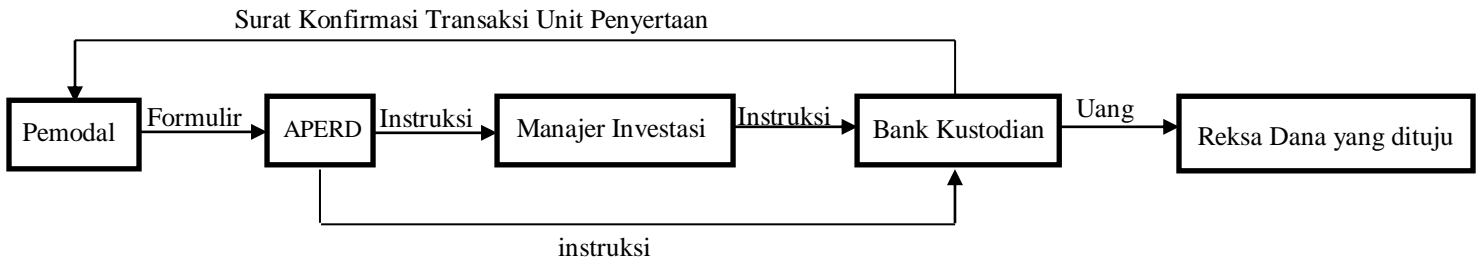 Surat Konfirmasi Transaksi Unit Penyertaan
Pemodal
Formulir
APERD
Instruksi
Manajer Investasi
Instruksi
Bank Kustodian
Uang
Reksa Dana yang dituju
instruksi